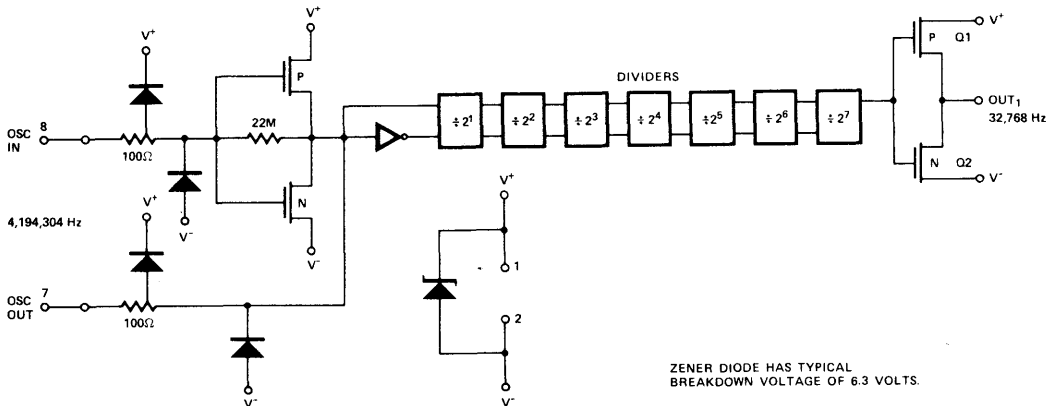 V+
V+
P
V+
P
Q1
DIVIDERS
OSC IN
8
22M
÷2¹
÷2²
÷2³
÷2⁴
÷2⁵
÷2⁶
÷2⁷
OUT₁
32,768 Hz
100Ω
N
N
Q2
V-
V+
V+
V-
4,194,304 Hz
V-
1
OSC OUT
7
2
100Ω
ZENER DIODE HAS TYPICAL
BREAKDOWN VOLTAGE OF 6.3 VOLTS.
V-
V-